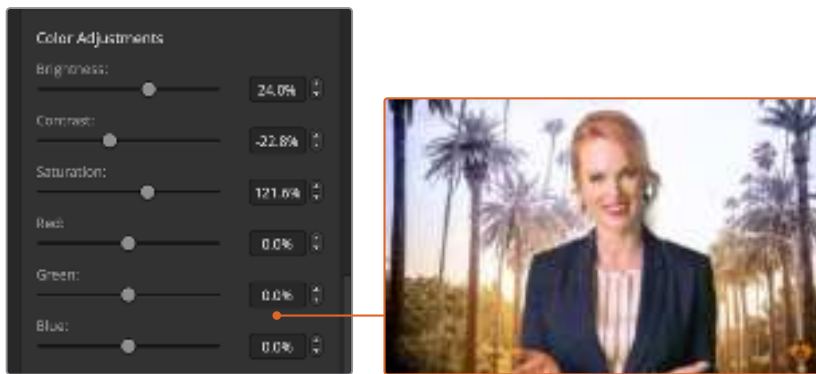 Color Adjustments
Brightness:
24.0%
Contrast:
-22.8%
Saturation:
121.6%
Red:
0.0%
Green:
0.0%
Blue:
0.0%